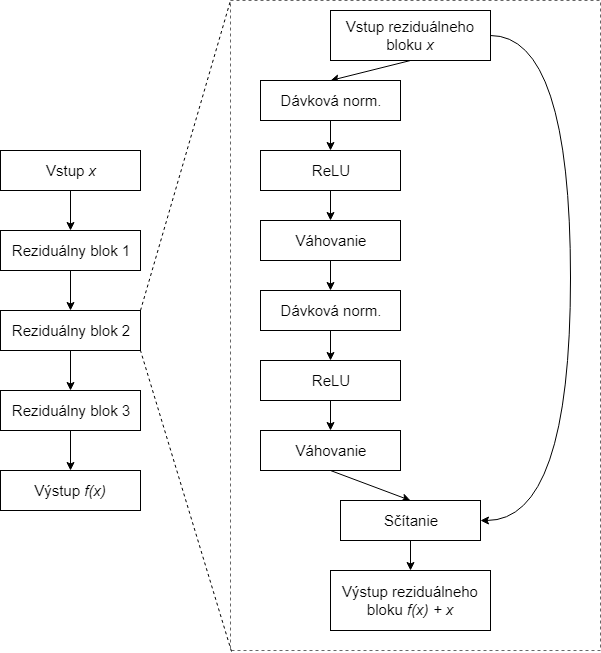 Vstup x
Reziduálny blok 1
Reziduálny blok 2
Reziduálny blok 3
Výstup f(x)
Vstup reziduálneho
bloku x
Dávková norm.
ReLU
Váhovanie
Dávková norm.
ReLU
Váhovanie
Sčítanie
Výstup reziduálneho
bloku f(x) + x